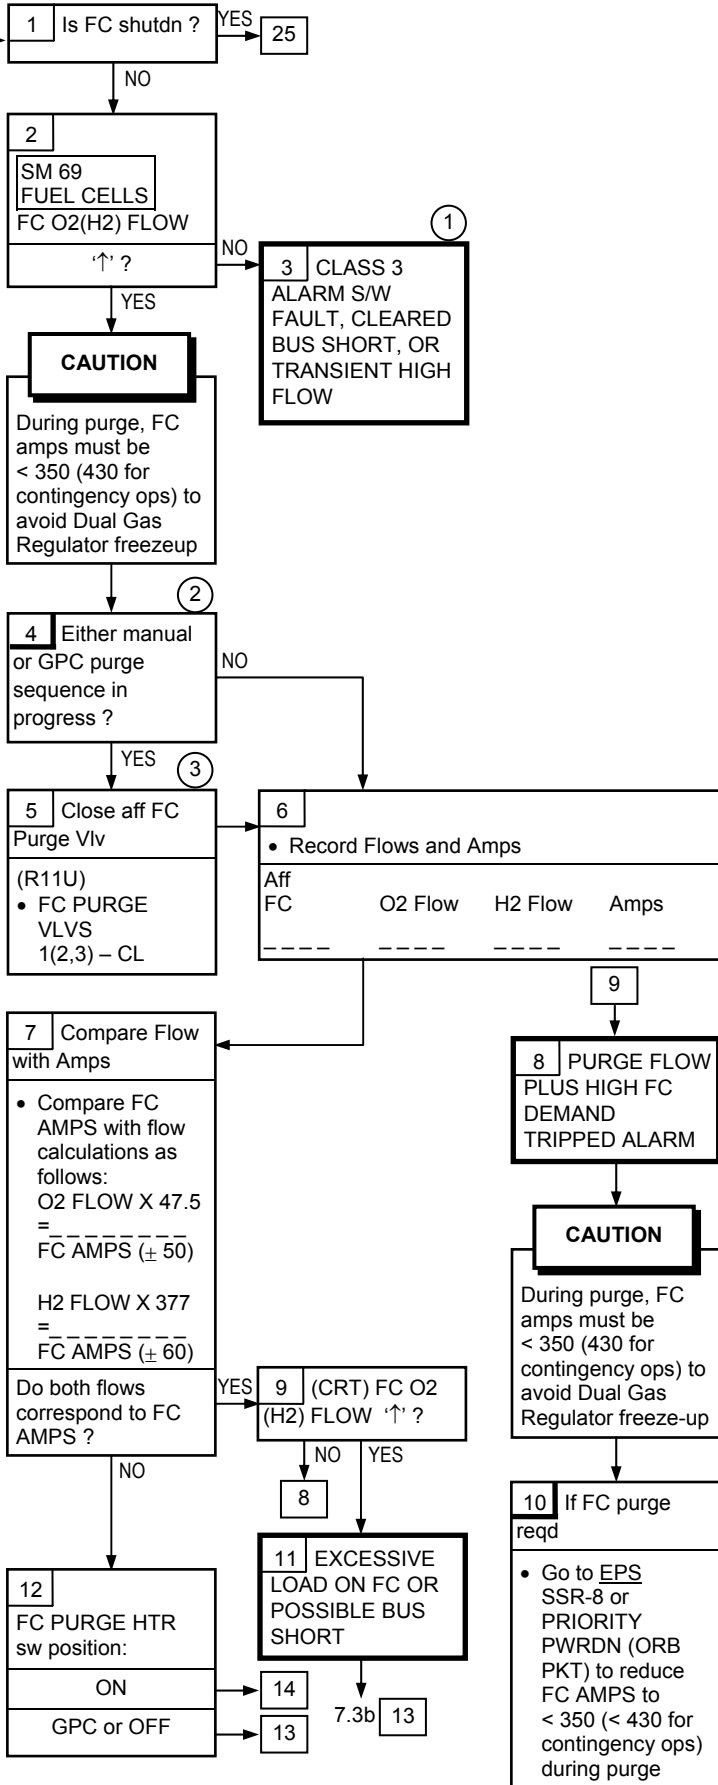 1 Is FC shutdn ?
YES
25
NO
2
SM 69
FUEL CELLS
FC O2(H2) FLOW
‘↑’ ?
NO
YES
1
3 CLASS 3
ALARM S/W
FAULT, CLEARED
BUS SHORT, OR
TRANSIENT HIGH
FLOW
CAUTION
During purge, FC
amps must be
< 350 (430 for
contingency ops) to
avoid Dual Gas
Regulator freezeup
2
4 Either manual
or GPC purge
sequence in
progress ?
NO
YES
3
5 Close aff FC
Purge Vlv
(R11U)
• FC PURGE
VLVS
1(2,3) – CL
6
• Record Flows and Amps
Aff
FC O2 Flow H2 Flow Amps
_ _ _ _ _ _ _ _ _ _ _ _ _ _ _ _
7 Compare Flow
with Amps
• Compare FC
AMPS with flow
calculations as
follows:
O2 FLOW X 47.5
=_ _ _ _ _ _ _ _
FC AMPS (± 50)
H2 FLOW X 377
=_ _ _ _ _ _ _ _
FC AMPS (± 60)
Do both flows
correspond to FC
AMPS ?
YES
NO
9 (CRT) FC O2
(H2) FLOW ‘↑’ ?
NO
YES
8
11 EXCESSIVE
LOAD ON FC OR
POSSIBLE BUS
SHORT
7.3b 13
12
FC PURGE HTR
sw position:
ON
14
GPC or OFF
13
9
8 PURGE FLOW
PLUS HIGH FC
DEMAND
TRIPPED ALARM
CAUTION
During purge, FC
amps must be
< 350 (430 for
contingency ops) to
avoid Dual Gas
Regulator freeze-up
10 If FC purge
reqd
• Go to EPS
SSR-8 or
PRIORITY
PWRDN (ORB
PKT) to reduce
FC AMPS to
< 350 (< 430 for
contingency ops)
during purge